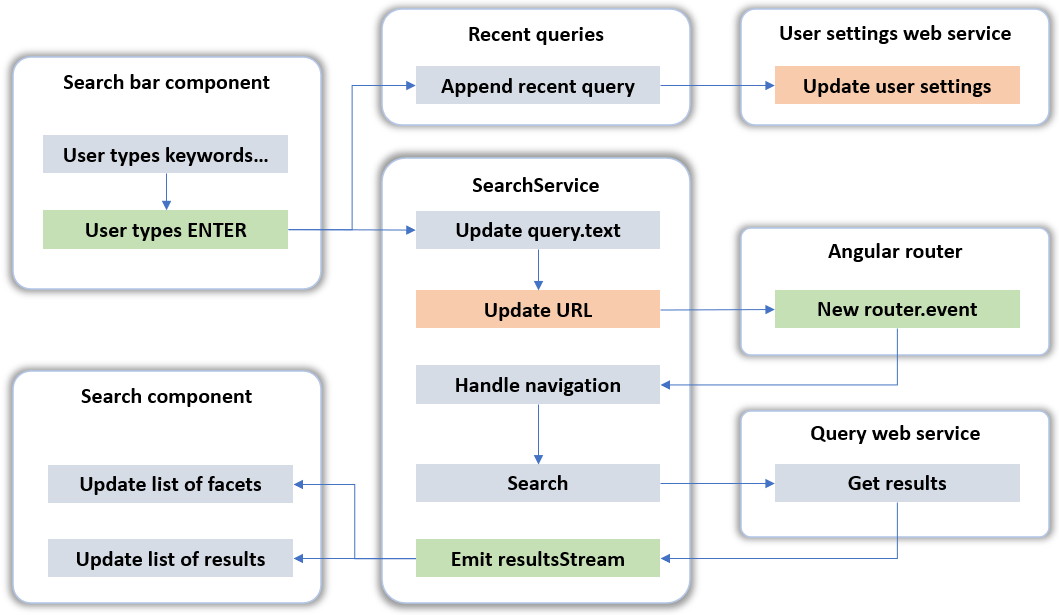 Search bar component
User types keywords...
User types ENTER
Recent queries
Append recent query
User settings web service
Update user settings
SearchService
Update query.text
Update URL
Angular router
New router.event
Handle navigation
Search
Query web service
Get results
Emit resultsStream
Search component
Update list of facets
Update list of results